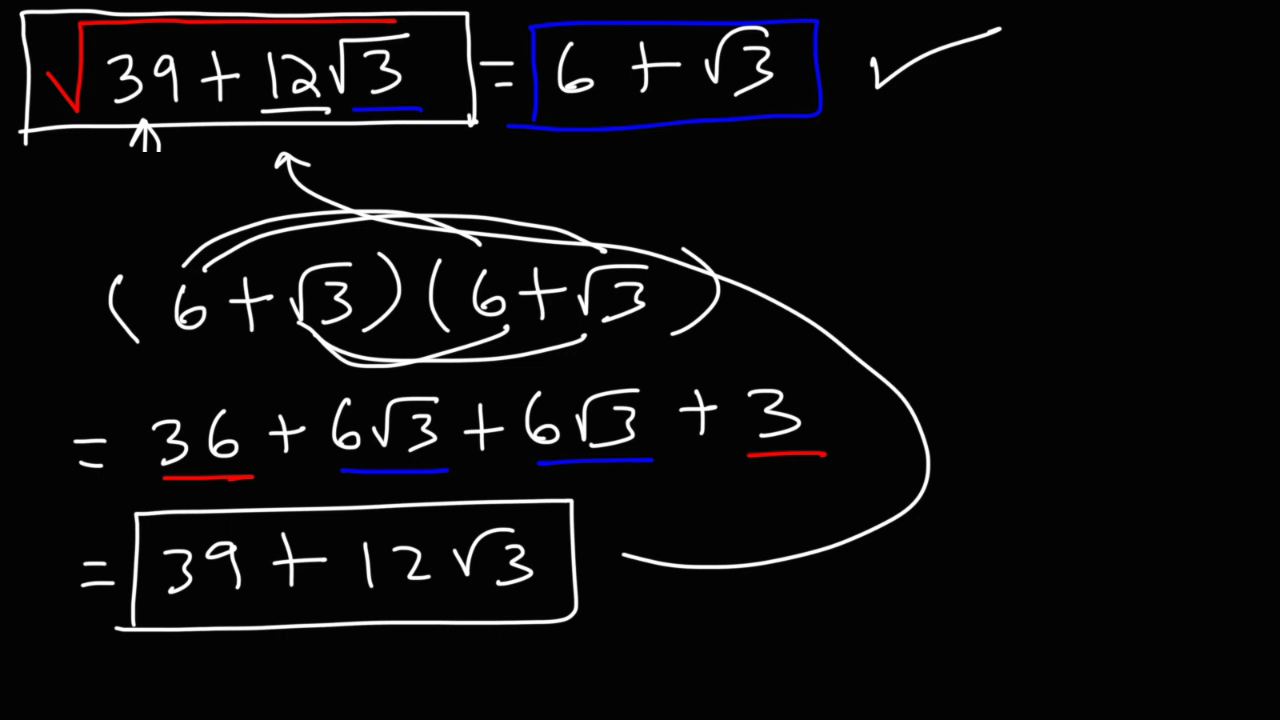 √(39 + 12√3) = 6 + √3 ✓
(6 + √3)(6 + √3)
= 36 + 6√3 + 6√3 + 3
= 39 + 12√3